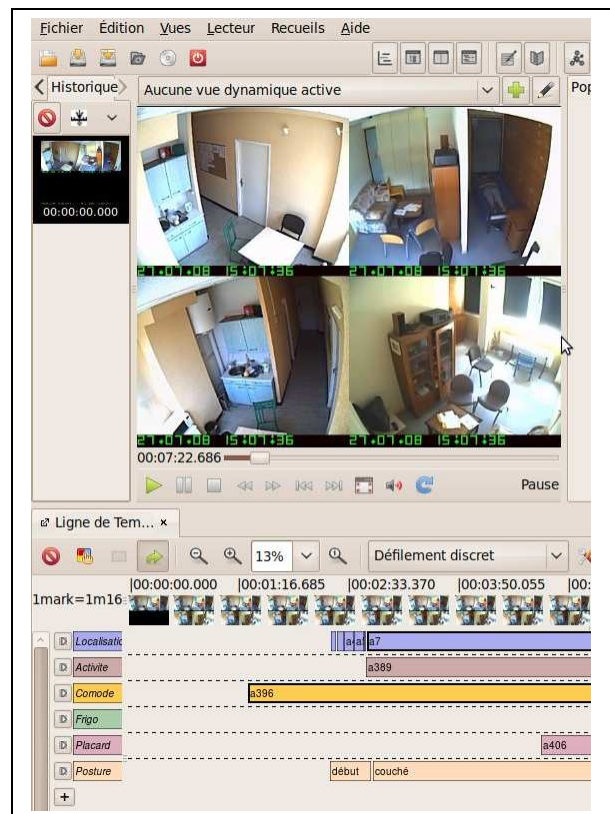 Fichier Édition Vues Lecteur Recueils Aide
Historique
Aucune vue dynamique active
Pop
00:00:00.000
27.07.08 15:07:36 27.07.08 15:07:36
27.07.08 15:07:36 27.07.08 15:07:36
00:07:22.686
Pause
Ligne de Tem... ×
13% Défilement discret
|00:00:00.000 |00:01:16.685 |00:02:33.370 |00:03:50.055 |00:
1mark=1m16
D Localisatio a7
D Activite a389
D Comode a396
D Frigo
D Placard a406
D Posture début couché
+